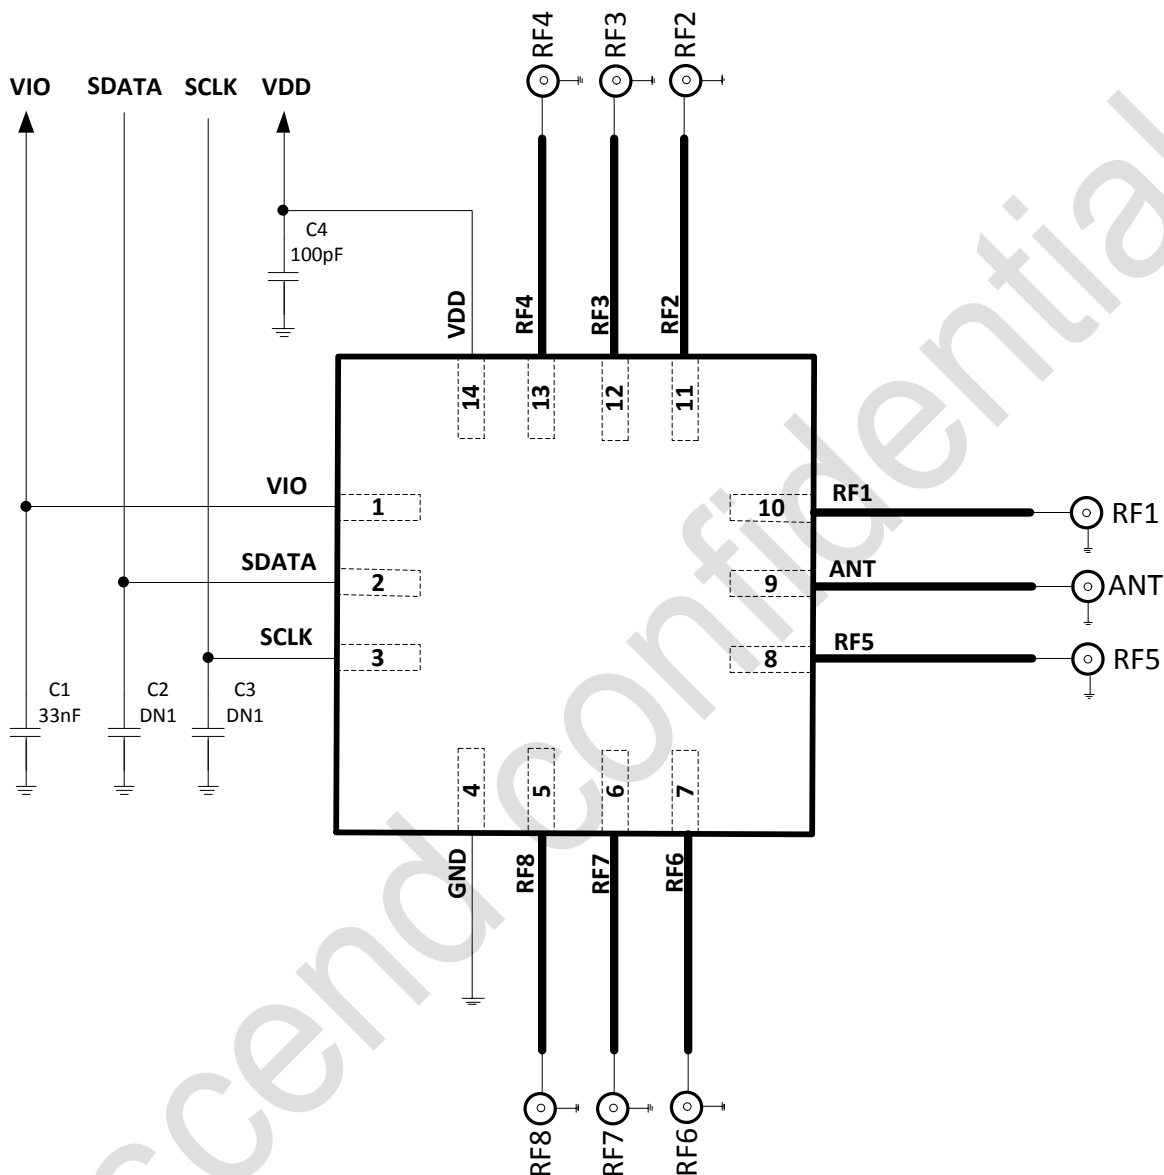 RF4
RF3
RF2
VIO SDATA SCLK VDD
C4
100pF
VDD
RF4
RF3
RF2
14
13
12
11
VIO
1
SDATA
2
SCLK
3
10
RF1
RF1
9
ANT
ANT
8
RF5
RF5
C1
33nF
C2
DN1
C3
DN1
4
5
6
7
GND
RF8
RF7
RF6
RF8
RF7
RF6
cend confidential